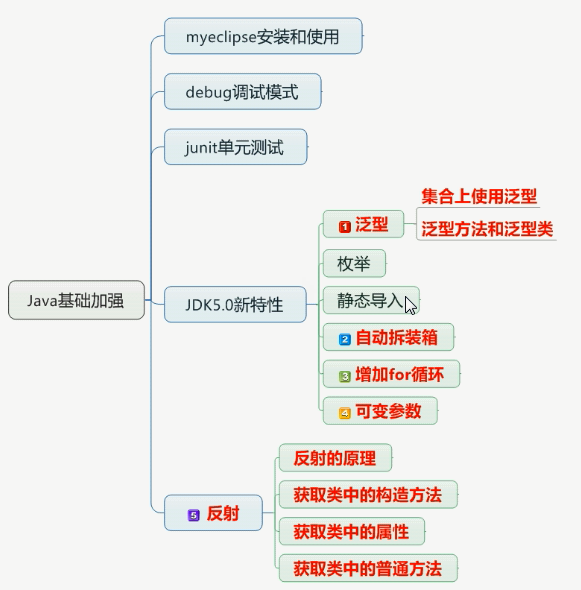 myeclipse安装和使用
debug调试模式
junit单元测试
Java基础加强
JDK5.0新特性
1 泛型
集合上使用泛型
泛型方法和泛型类
枚举
静态导入
2 自动拆装箱
3 增加for循环
4 可变参数
5 反射
反射的原理
获取类中的构造方法
获取类中的属性
获取类中的普通方法